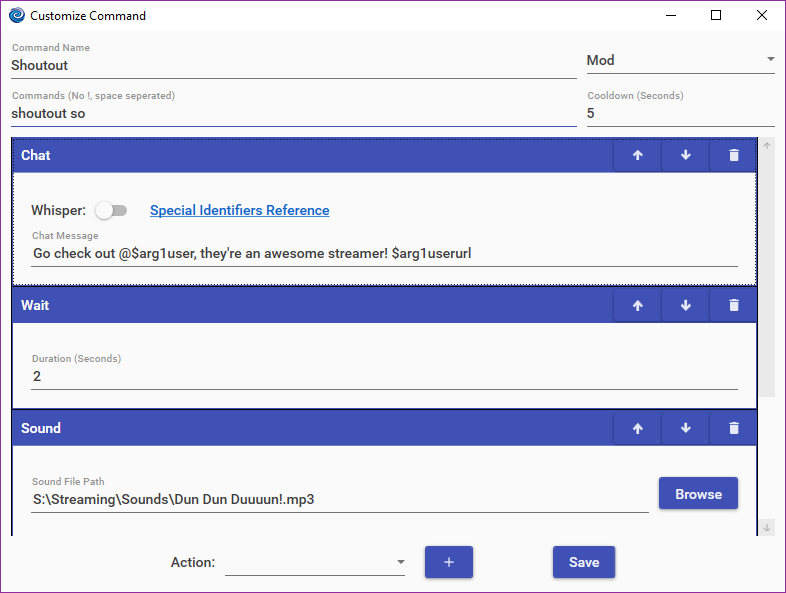 Customize Command
Command Name
Shoutout
Mod
Commands (No !, space seperated)
Cooldown (Seconds)
shoutout so
5
Chat
Whisper: Special Identifiers Reference
Chat Message
Go check out @$arg1user, they're an awesome streamer! $arg1userurl
Wait
Duration (Seconds)
2
Sound
Sound File Path
S:\Streaming\Sounds\Dun Dun Duuuun!.mp3
Browse
Action:
+
Save